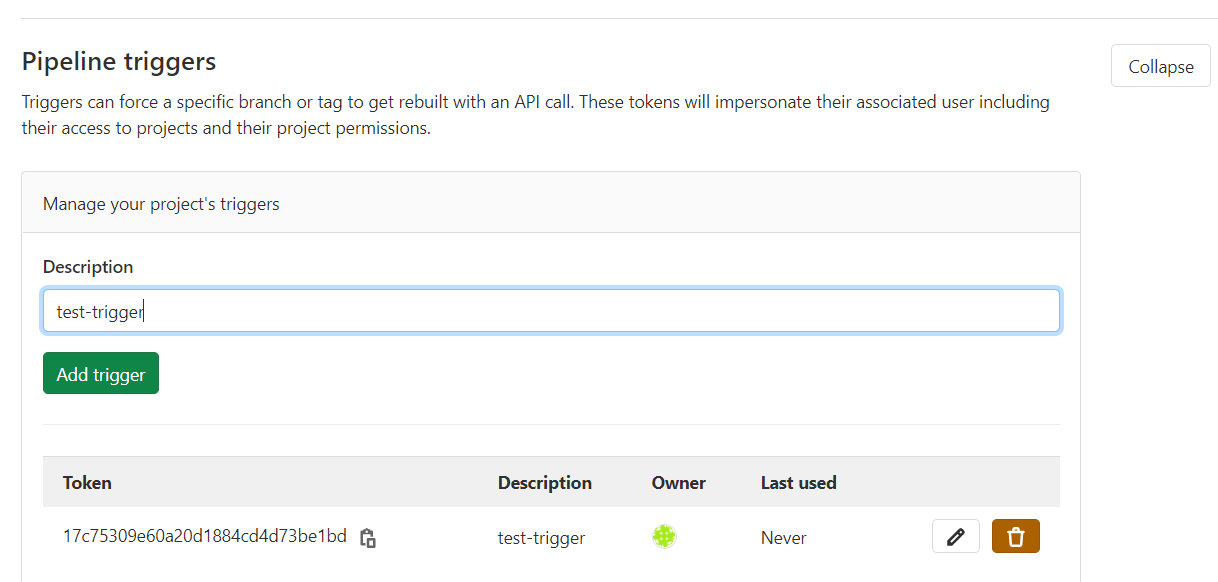 Pipeline triggers
Collapse
Triggers can force a specific branch or tag to get rebuilt with an API call. These tokens will impersonate their associated user including
their access to projects and their project permissions.
Manage your project's triggers
Description
test-trigger
Add trigger
Token Description Owner Last used
17c75309e60a20d1884cd4d73be1bd test-trigger Never